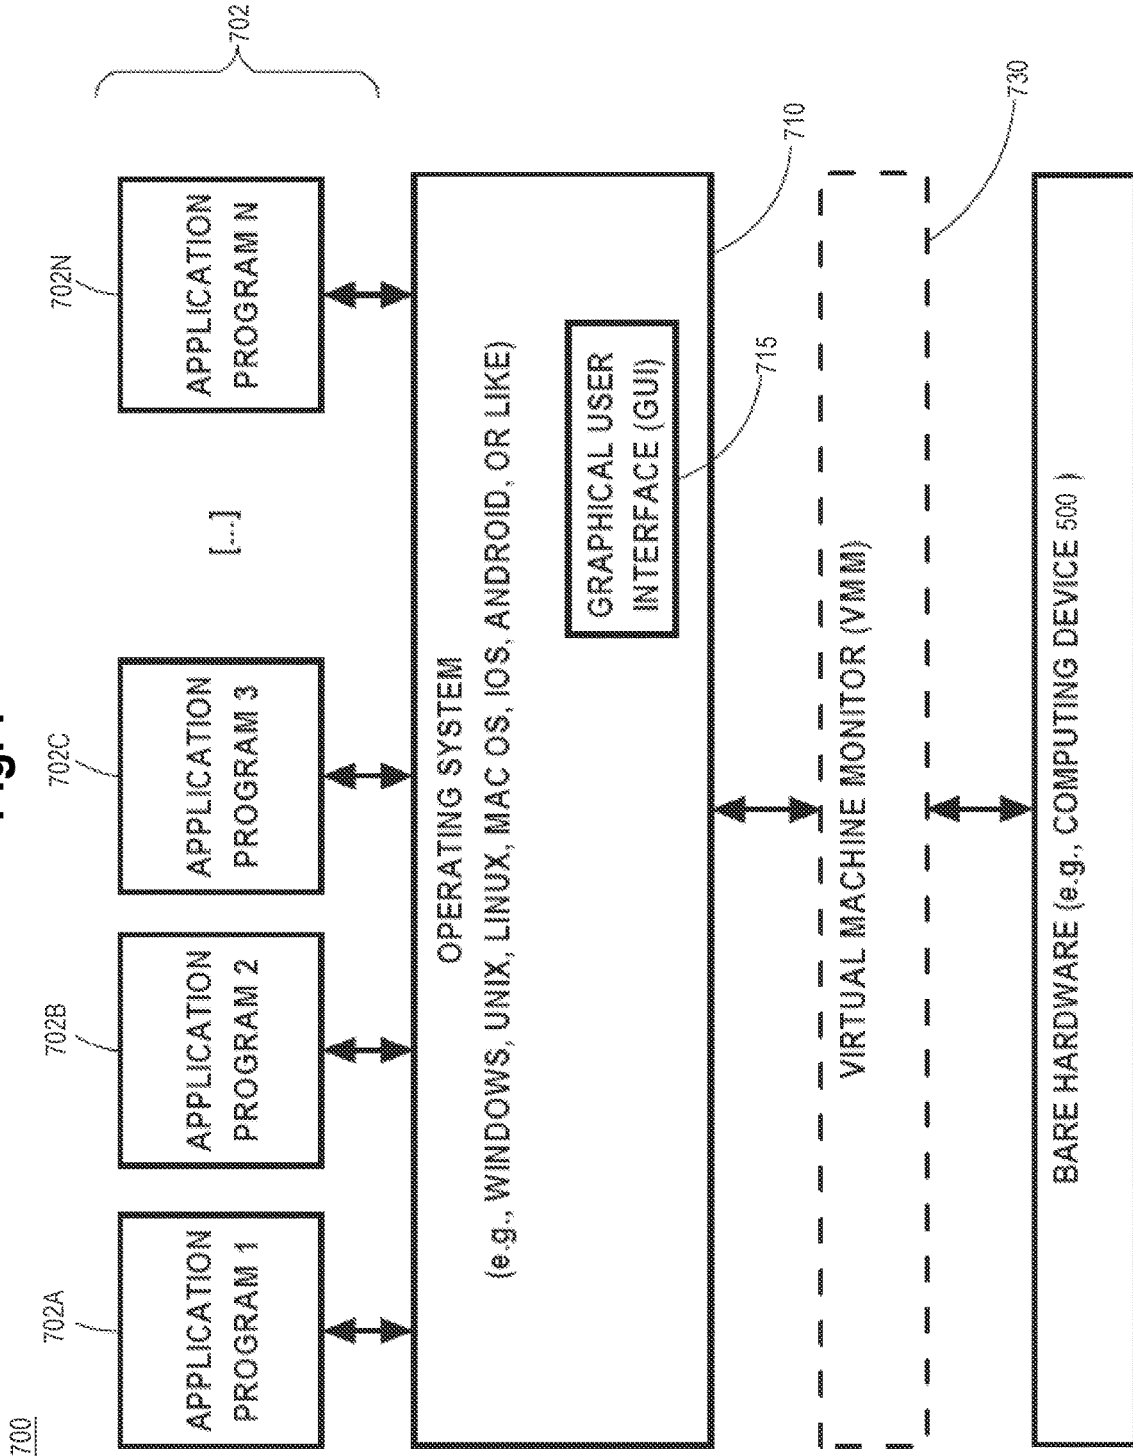 700
702
702A
702B
702C
702N
APPLICATION
PROGRAM 1
APPLICATION
PROGRAM 2
APPLICATION
PROGRAM 3
[...]
APPLICATION
PROGRAM N
OPERATING SYSTEM
(e.g., WINDOWS, UNIX, LINUX, MAC OS, IOS, ANDROID, OR LIKE)
GRAPHICAL USER
INTERFACE (GUI)
715
710
VIRTUAL MACHINE MONITOR (VMM)
730
BARE HARDWARE (e.g., COMPUTING DEVICE 500 )